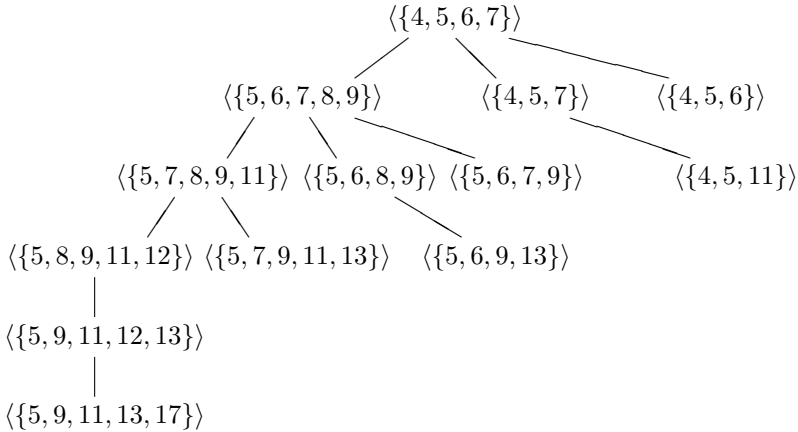 ⟨{4, 5, 6, 7}⟩
⟨{5, 6, 7, 8, 9}⟩ ⟨{4, 5, 7}⟩ ⟨{4, 5, 6}⟩
⟨{5, 7, 8, 9, 11}⟩ ⟨{5, 6, 8, 9}⟩ ⟨{5, 6, 7, 9}⟩ ⟨{4, 5, 11}⟩
⟨{5, 8, 9, 11, 12}⟩ ⟨{5, 7, 9, 11, 13}⟩ ⟨{5, 6, 9, 13}⟩
⟨{5, 9, 11, 12, 13}⟩
⟨{5, 9, 11, 13, 17}⟩